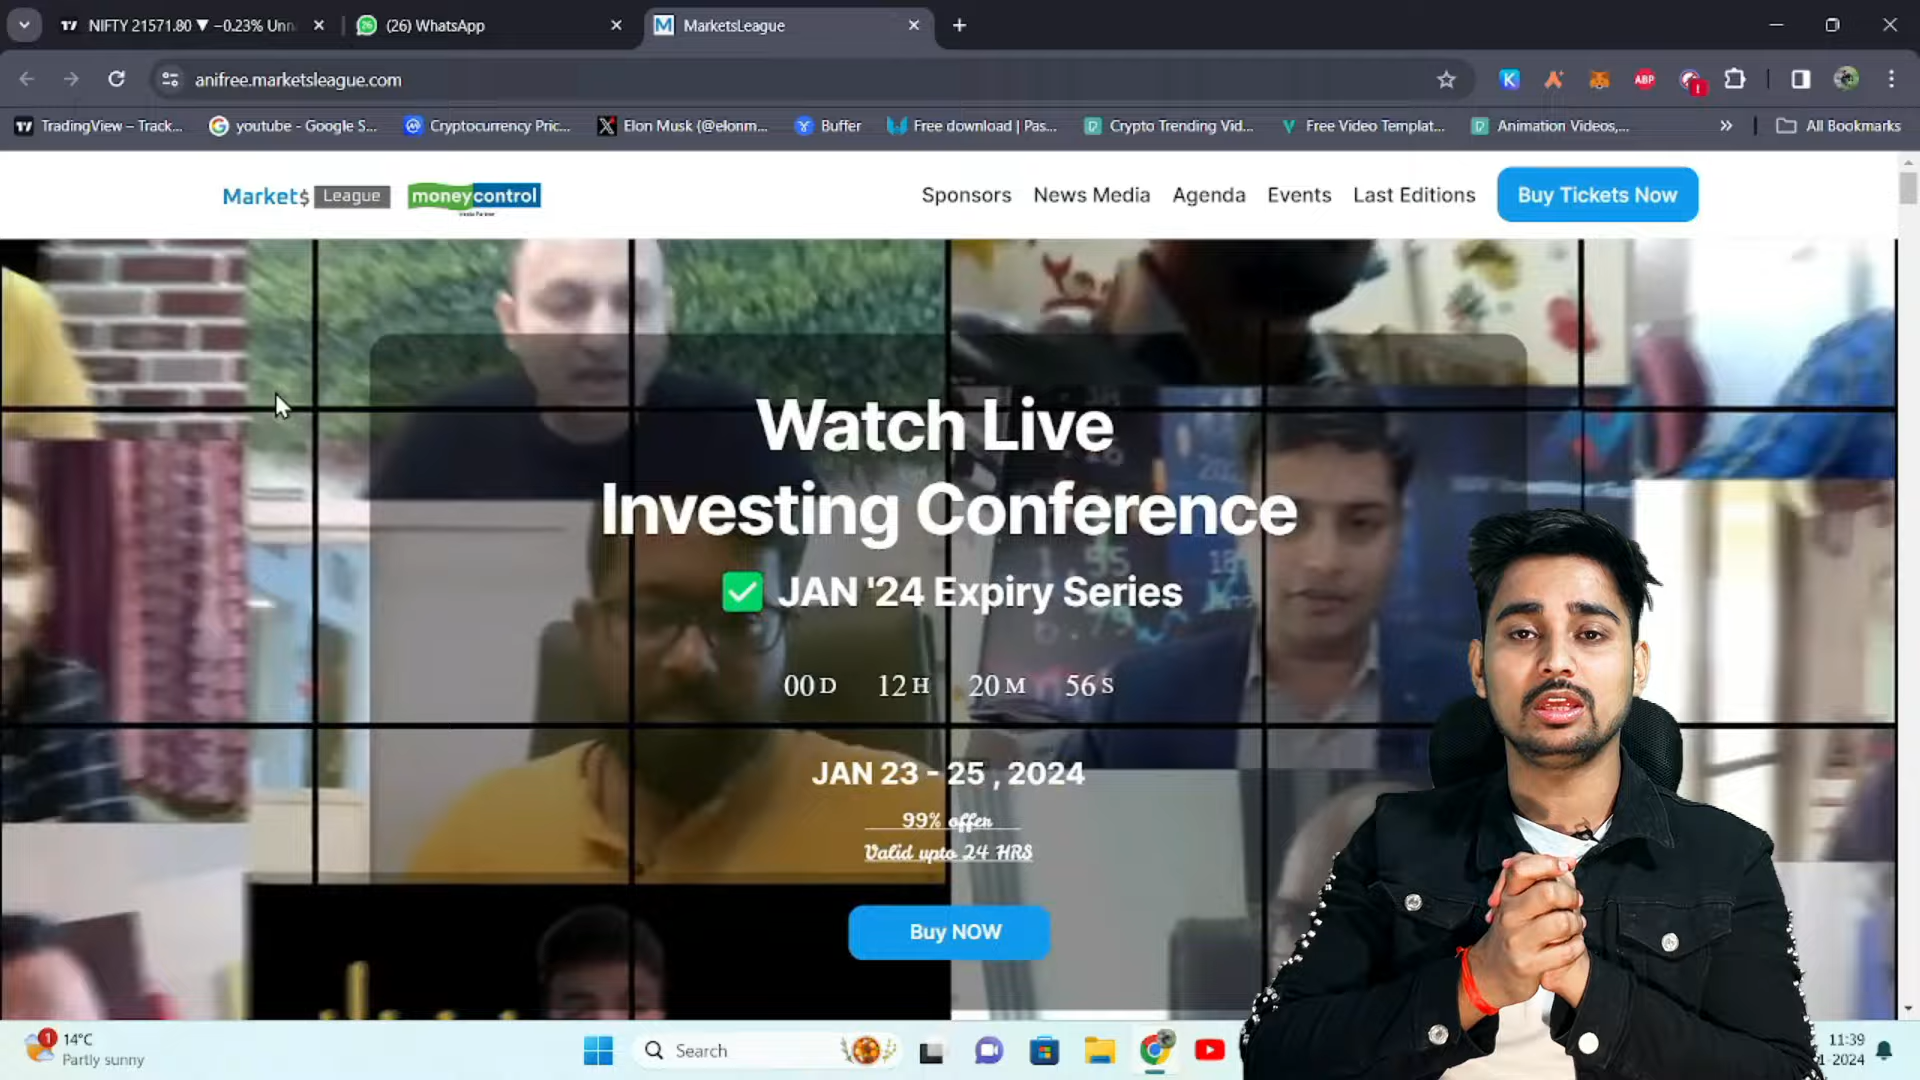 NIFTY 21571.80 ▼ −0.23% Unn
(26) WhatsApp
MarketsLeague
anifree.marketsleague.com
TradingView – Track...
youtube - Google S...
Cryptocurrency Pric...
Elon Musk (@elonm...
Buffer
Free download | Pas...
Crypto Trending Vid...
Free Video Templat...
Animation Videos,...
All Bookmarks
Market$ League
moneycontrol
Sponsors
News Media
Agenda
Events
Last Editions
Buy Tickets Now
Watch Live
Investing Conference
✅ JAN '24 Expiry Series
00 D 12 H 20 M 56 S
JAN 23 - 25 , 2024
99% offer
Valid upto 24 HRS
Buy NOW
1
14°C
Partly sunny
Search
11:39
1-2024